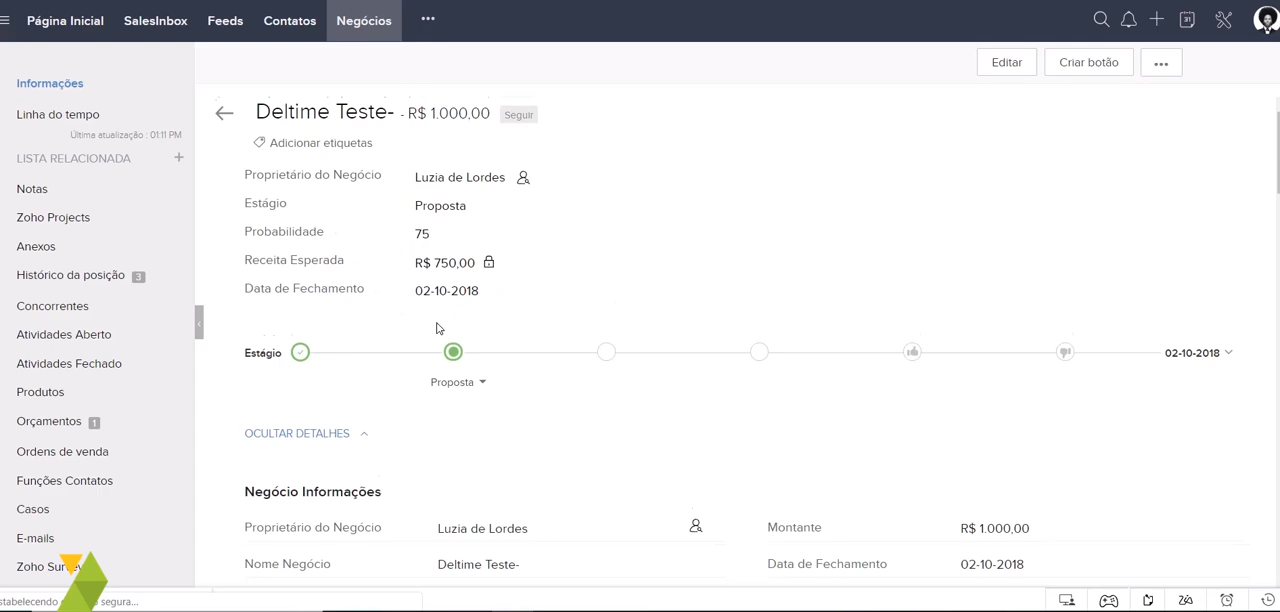 Página Inicial SalesInbox Feeds Contatos Negócios
31
Informações
Linha do tempo
Última atualização : 01:11 PM
LISTA RELACIONADA
Notas
Zoho Projects
Anexos
Histórico da posição 3
Concorrentes
Atividades Aberto
Atividades Fechado
Produtos
Orçamentos 1
Ordens de venda
Funções Contatos
Casos
E-mails
Editar Criar botão
Deltime Teste- - R$ 1.000,00 Seguir
Adicionar etiquetas
Proprietário do Negócio Luzia de Lordes
Estágio Proposta
Probabilidade 75
Receita Esperada R$ 750,00
Data de Fechamento 02-10-2018
Estágio 02-10-2018
Proposta
OCULTAR DETALHES
Negócio Informações
Proprietário do Negócio Luzia de Lordes Montante R$ 1.000,00
Nome Negócio Deltime Teste- Data de Fechamento 02-10-2018
Zoho
segura...